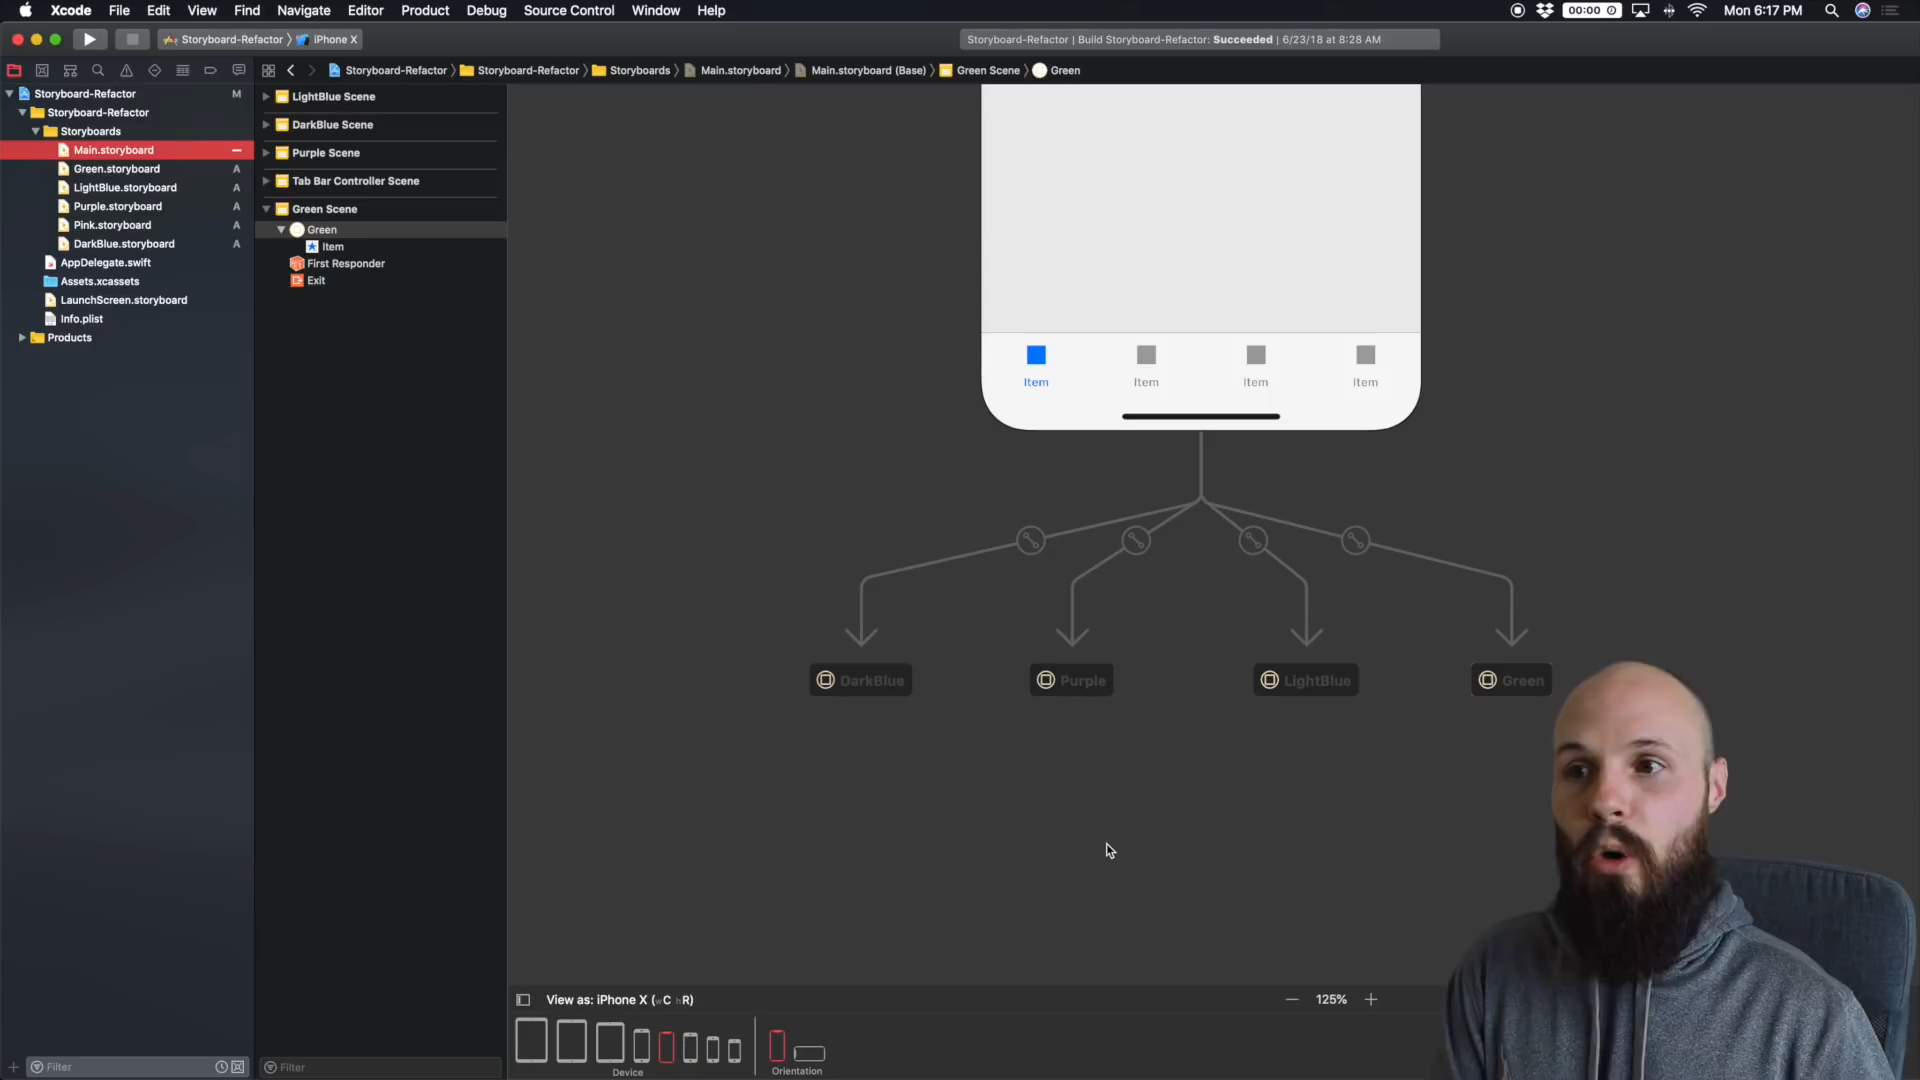 Xcode File Edit View Find Navigate Editor Product Debug Source Control Window Help 00:00 Mon 6:17 PM
Storyboard-Refactor iPhone X Storyboard-Refactor | Build Storyboard-Refactor: Succeeded | 6/23/18 at 8:28 AM
Storyboard-Refactor Storyboard-Refactor Storyboards Main.storyboard Main.storyboard (Base) Green Scene Green
Storyboard-Refactor M
Storyboard-Refactor
Storyboards
Main.storyboard
Green.storyboard A
LightBlue.storyboard A
Purple.storyboard A
Pink.storyboard A
DarkBlue.storyboard A
AppDelegate.swift
Assets.xcassets
LaunchScreen.storyboard
Info.plist
Products
LightBlue Scene
DarkBlue Scene
Purple Scene
Tab Bar Controller Scene
Green Scene
Green
Item
First Responder
Exit
Item Item Item Item
DarkBlue Purple LightBlue Green
View as: iPhone X (wC hR) 125%
Device Orientation
Filter Filter